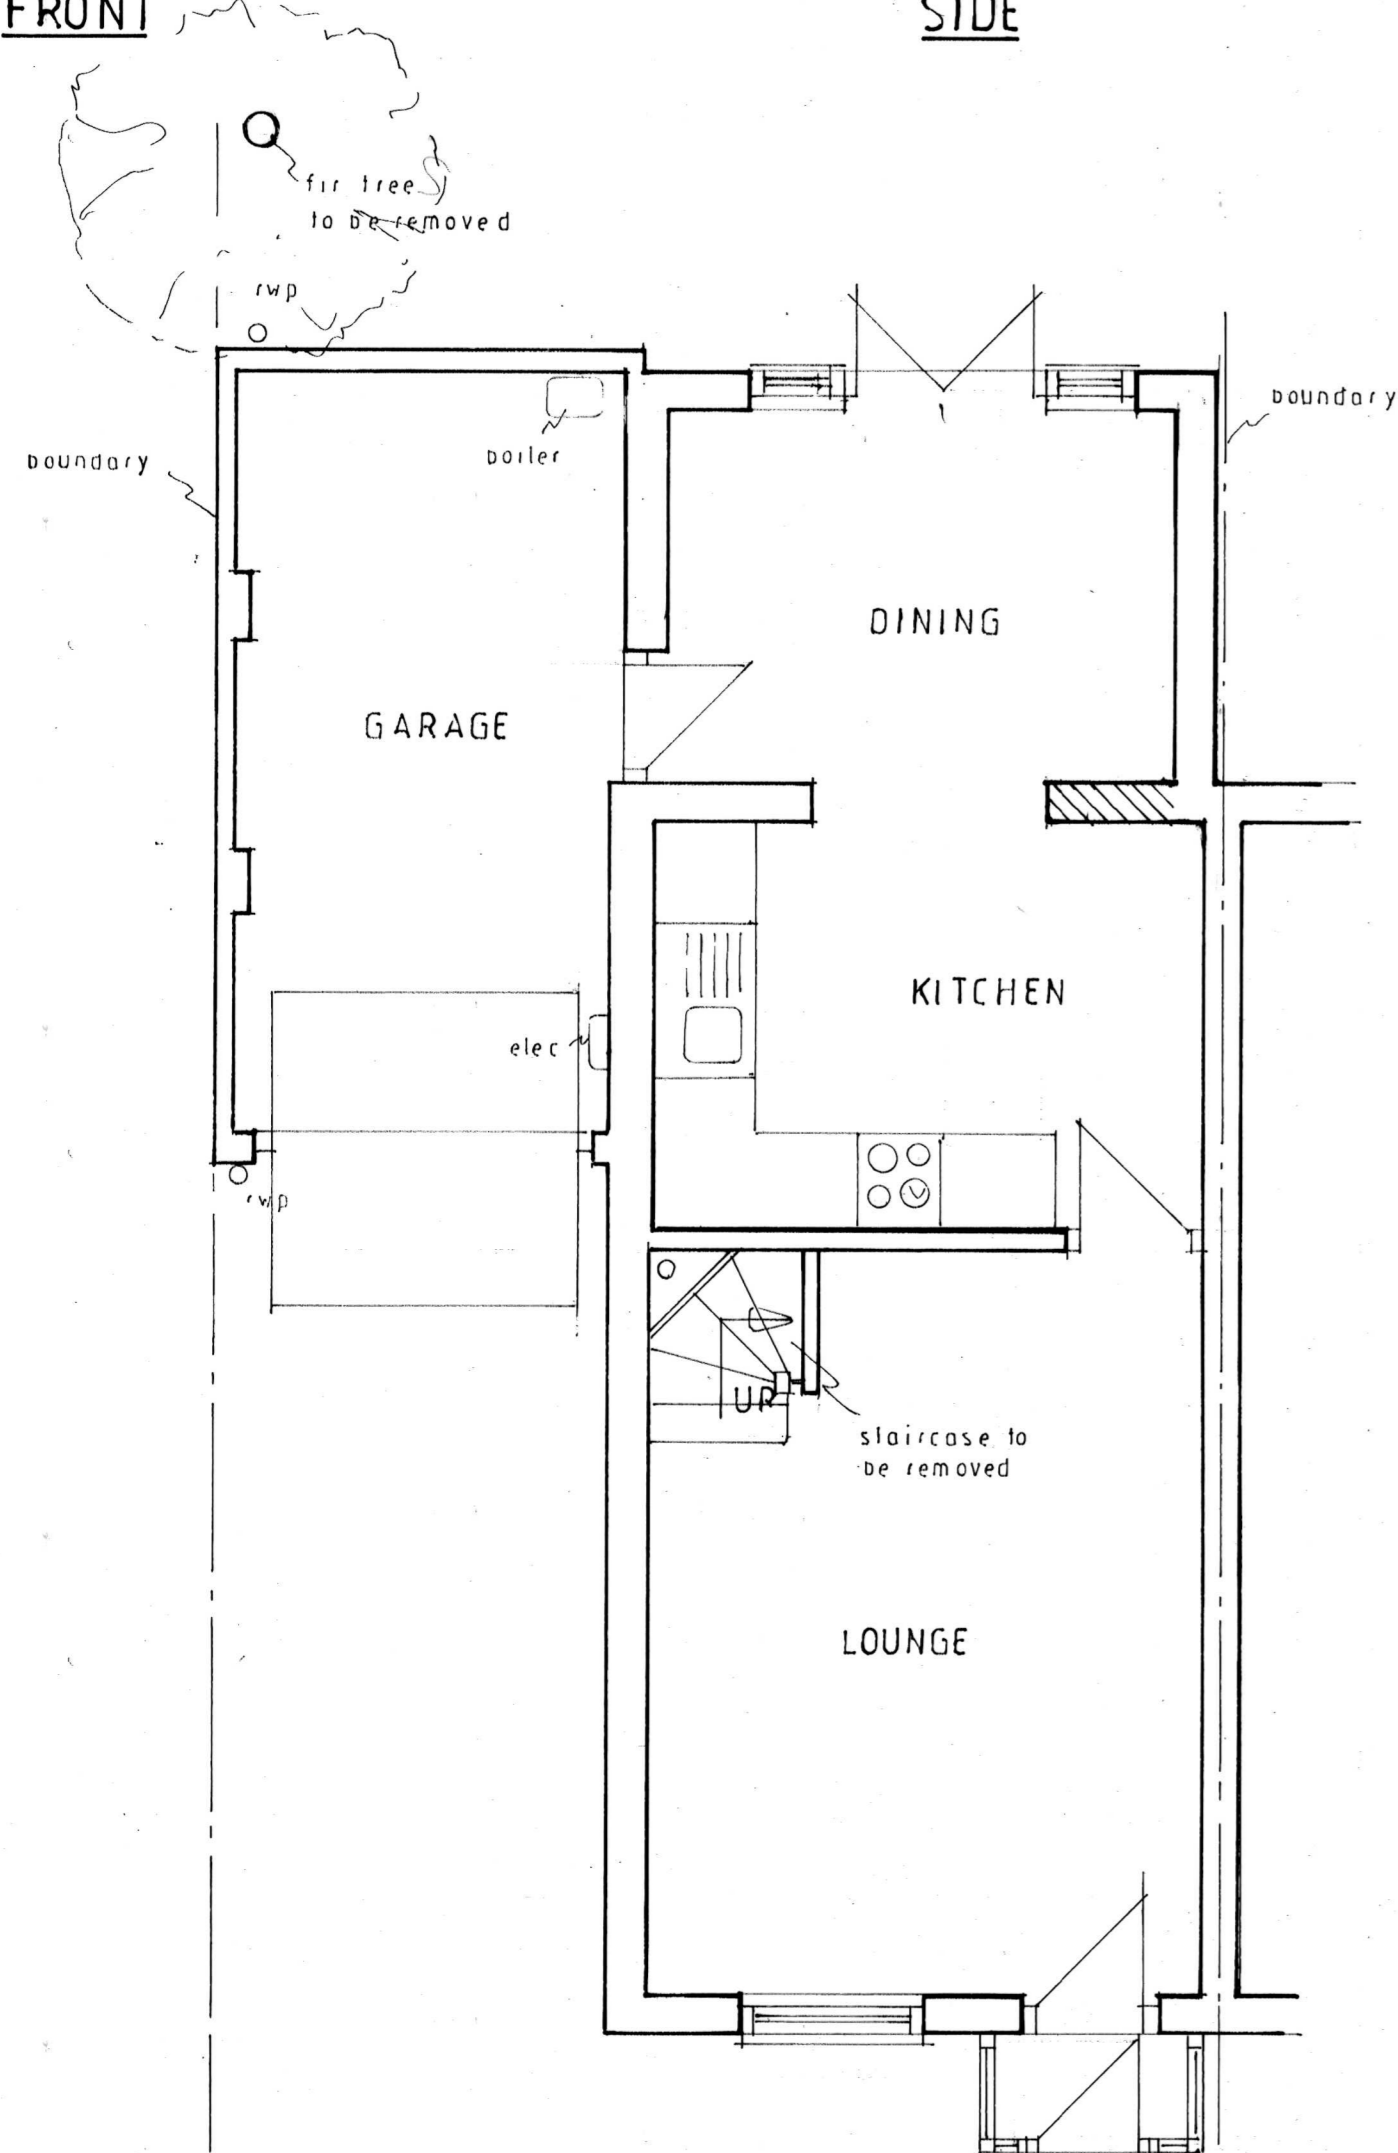 FRONT
SIDE
fir tree
to be removed
rwp
boundary
boundary
boiler
DINING
GARAGE
KITCHEN
elec
rwp
UP
staircase to
be removed
LOUNGE